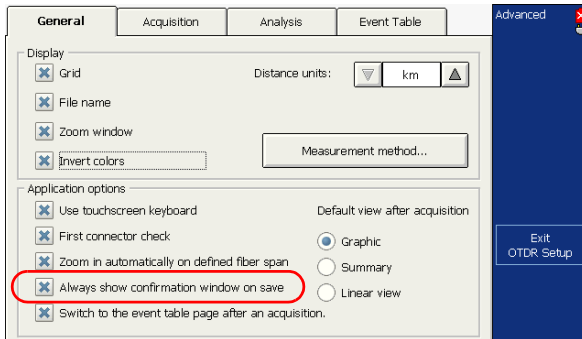 General Acquisition Analysis Event Table
Advanced
Display
Grid Distance units: km
File name
Zoom window
Invert colors Measurement method...
Application options
Use touchscreen keyboard Default view after acquisition
First connector check Graphic
Zoom in automatically on defined fiber span Summary
Always show confirmation window on save Linear view
Switch to the event table page after an acquisition.
Exit
OTDR Setup